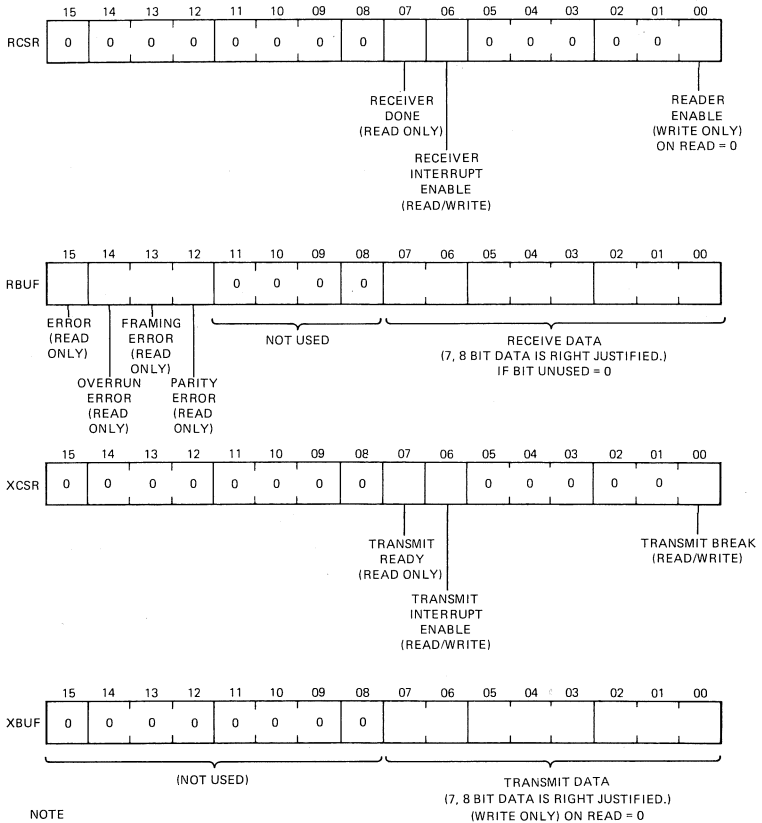 15 14 13 12 11 10 09 08 07 06 05 04 03 02 01 00
RCSR 0 0 0 0 0 0 0 0 0 0 0 0 0
RECEIVER
DONE
(READ ONLY)
RECEIVER
INTERRUPT
ENABLE
(READ/WRITE)
READER
ENABLE
(WRITE ONLY)
ON READ = 0
15 14 13 12 11 10 09 08 07 06 05 04 03 02 01 00
RBUF 0 0 0 0
ERROR
(READ
ONLY)
OVERRUN
ERROR
(READ
ONLY)
FRAMING
ERROR
(READ
ONLY)
PARITY
ERROR
(READ
ONLY)
NOT USED
RECEIVE DATA
(7, 8 BIT DATA IS RIGHT JUSTIFIED.)
IF BIT UNUSED = 0
15 14 13 12 11 10 09 08 07 06 05 04 03 02 01 00
XCSR 0 0 0 0 0 0 0 0 0 0 0 0 0
TRANSMIT
READY
(READ ONLY)
TRANSMIT
INTERRUPT
ENABLE
(READ/WRITE)
TRANSMIT BREAK
(READ/WRITE)
15 14 13 12 11 10 09 08 07 06 05 04 03 02 01 00
XBUF 0 0 0 0 0 0 0 0
(NOT USED)
TRANSMIT DATA
(7, 8 BIT DATA IS RIGHT JUSTIFIED.)
(WRITE ONLY) ON READ = 0
NOTE